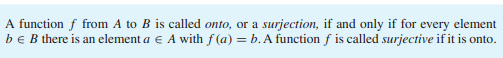 A function f from A to B is called onto, or a surjection, if and only if for every element
b ∈ B there is an element a ∈ A with f (a) = b. A function f is called surjective if it is onto.